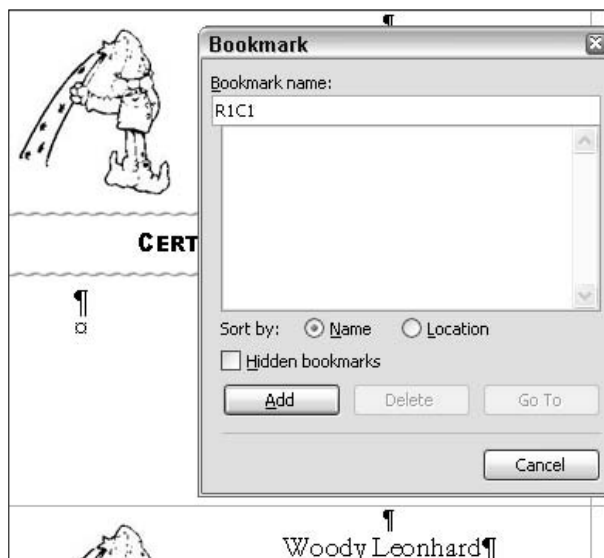 ¶
Bookmark
Bookmark name:
R1C1
CERT
¶
¤
Sort by: Name Location
Hidden bookmarks
Add Delete Go To
Cancel
¶
Woody Leonhard¶